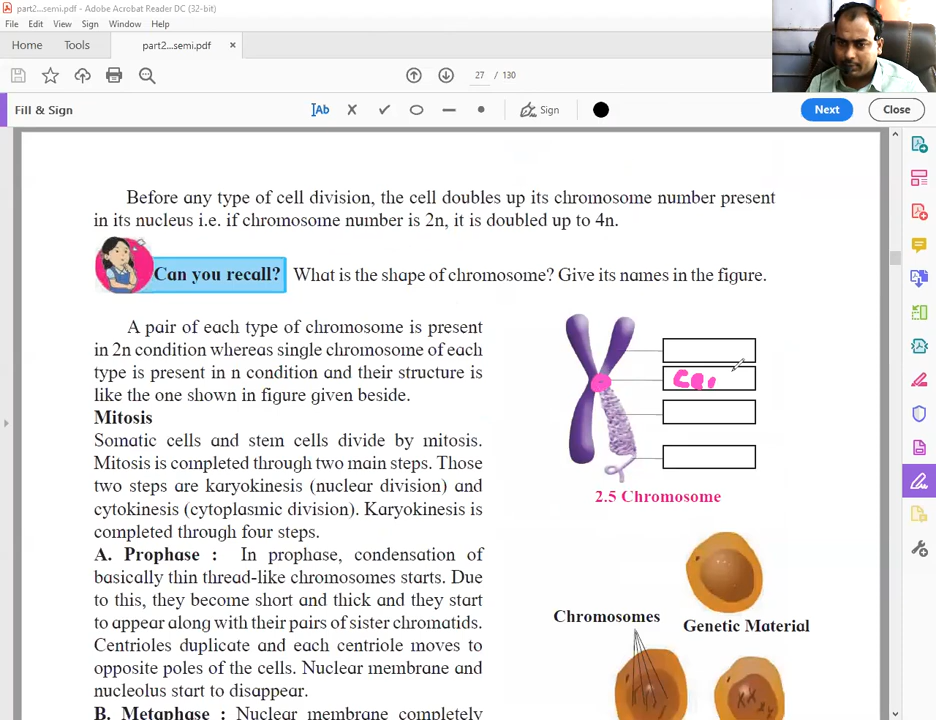 part2...semi.pdf - Adobe Acrobat Reader DC (32-bit)
File Edit View Sign Window Help
Home Tools part2...semi.pdf ×
27 / 130
Fill & Sign Ab Sign Next Close
Before any type of cell division, the cell doubles up its chromosome number present
in its nucleus i.e. if chromosome number is 2n, it is doubled up to 4n.
Can you recall? What is the shape of chromosome? Give its names in the figure.
A pair of each type of chromosome is present
in 2n condition whereas single chromosome of each
type is present in n condition and their structure is
like the one shown in figure given beside.
Mitosis
Somatic cells and stem cells divide by mitosis.
Mitosis is completed through two main steps. Those
two steps are karyokinesis (nuclear division) and
cytokinesis (cytoplasmic division). Karyokinesis is
completed through four steps.
A. Prophase : In prophase, condensation of
basically thin thread-like chromosomes starts. Due
to this, they become short and thick and they start
to appear along with their pairs of sister chromatids.
Centrioles duplicate and each centriole moves to
opposite poles of the cells. Nuclear membrane and
nucleolus start to disappear.
B. Metaphase : Nuclear membrane completely
2.5 Chromosome
Chromosomes
Genetic Material